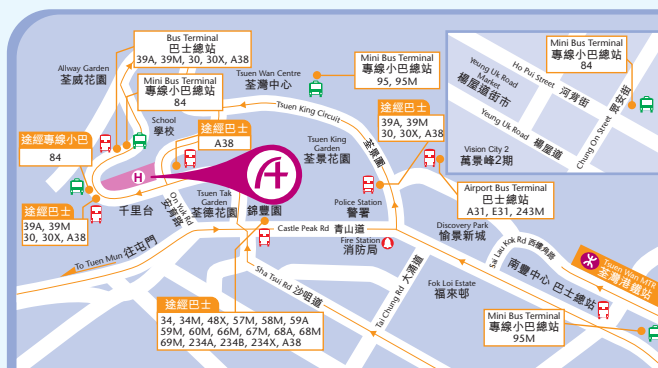 Bus Terminal
巴士總站
39A, 39M, 30, 30X, A38
Allway Garden
荃威花園
Mini Bus Terminal
專線小巴總站
84
School
學校
途經專線小巴
84
途經巴士
A38
Tsuen Wan Centre
荃灣中心
Mini Bus Terminal
專線小巴總站
95, 95M
Tsuen King Circuit
荃景圍
Tsuen King
Garden
荃景花園
途經巴士
39A, 39M
30, 30X, A38
Mini Bus Terminal
專線小巴總站
84
Yeung Uk Road
Market
楊屋道街市
Ho Pui Street 河背街
Yeung Uk Road 楊屋道
Chung On Street 眾安街
Vision City 2
萬景峰2期
H
千里台
On Yuk Rd
安育路
Tsuen Tak
Garden
荃德花園
錦豐園
途經巴士
39A, 39M
30, 30X, A38
Police Station
警署
Airport Bus Terminal
巴士總站
A31, E31, 243M
Castle Peak Rd 青山道
Fire Station
消防局
Discovery Park
愉景新城
To Tuen Mun 往屯門
Sha Tsui Rd 沙咀道
Tai Chung Rd 大涌道
Sai Lau Kok Rd 西樓角路
Tsuen Wan MTR
荃灣港鐵站
南豐中心 巴士總站
Fok Loi Estate
福來邨
途經巴士
34, 34M, 48X, 57M, 58M, 59A
59M, 60M, 66M, 67M, 68A, 68M
69M, 234A, 234B, 234X, A38
Mini Bus Terminal
專線小巴總站
95M